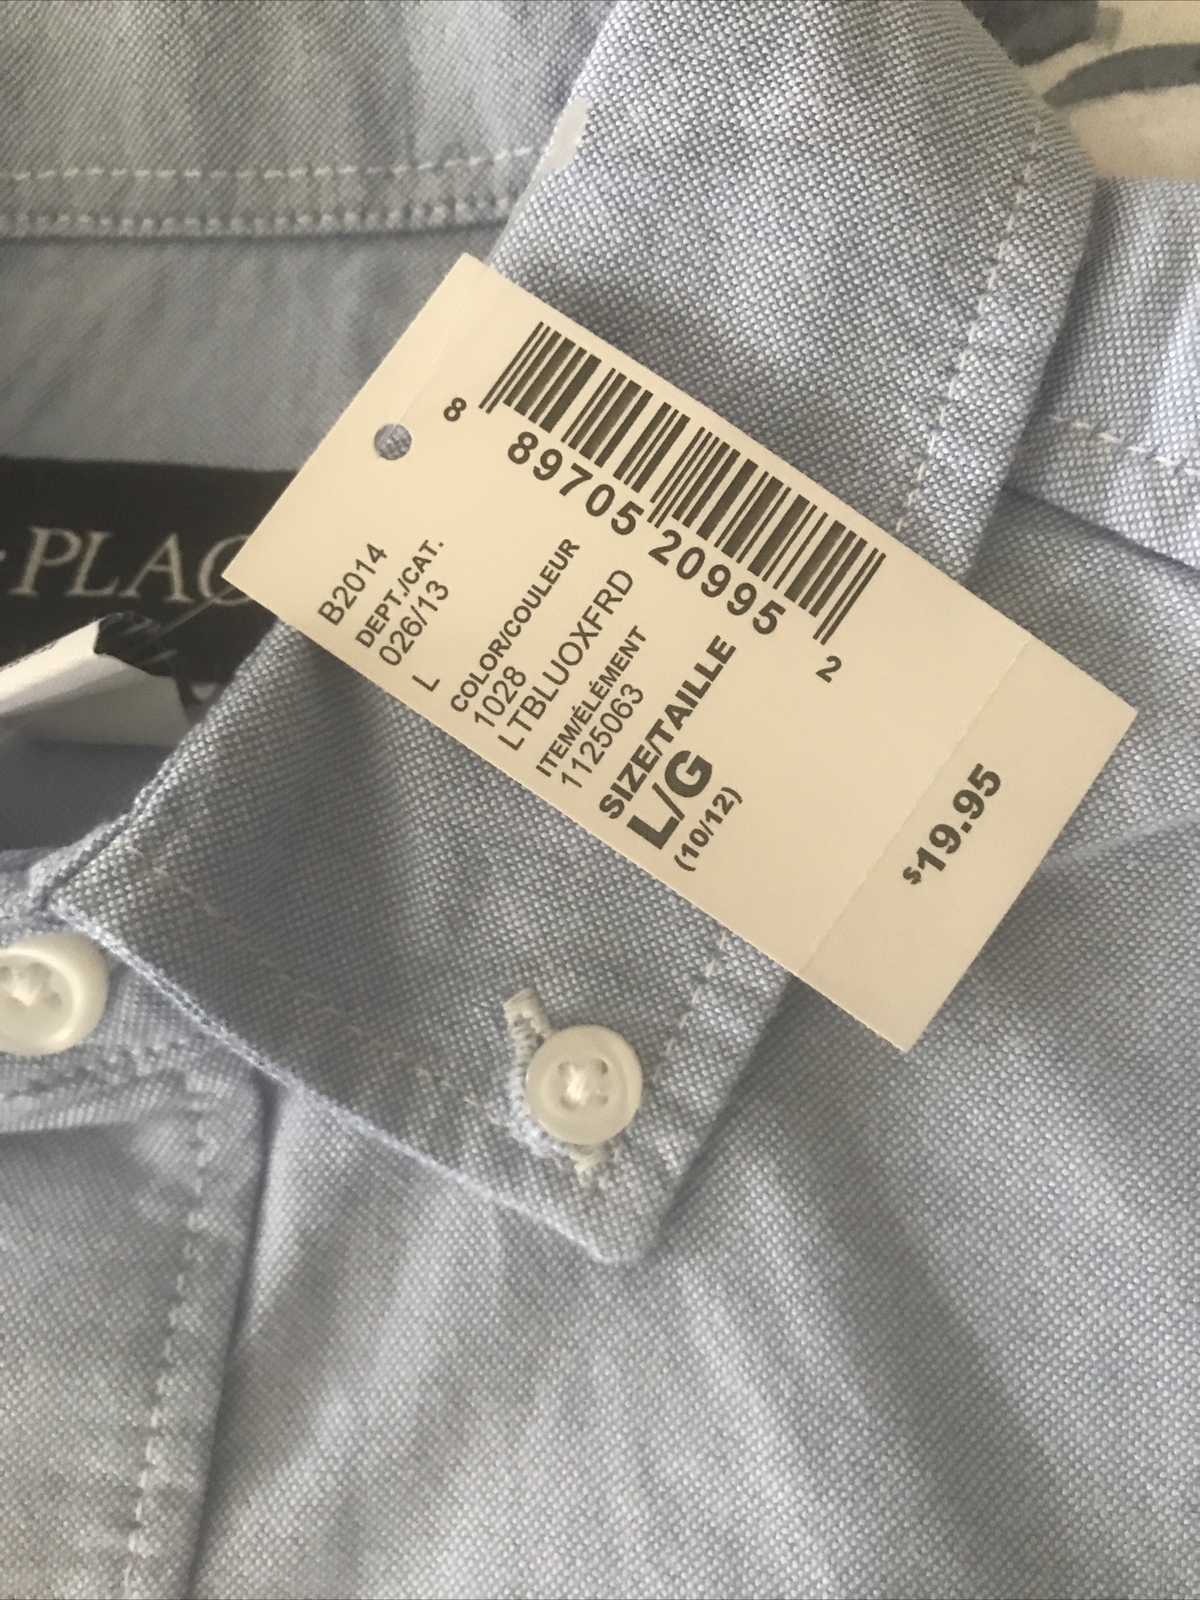 8 89705 20995 2
B2014
DEPT./CAT.
026/13
L
COLOR/COULEUR
1028
LTBLUOXFRD
ITEM/ÉLÉMENT
1125063
SIZE/TAILLE
L/G
(10/12)
$19.95